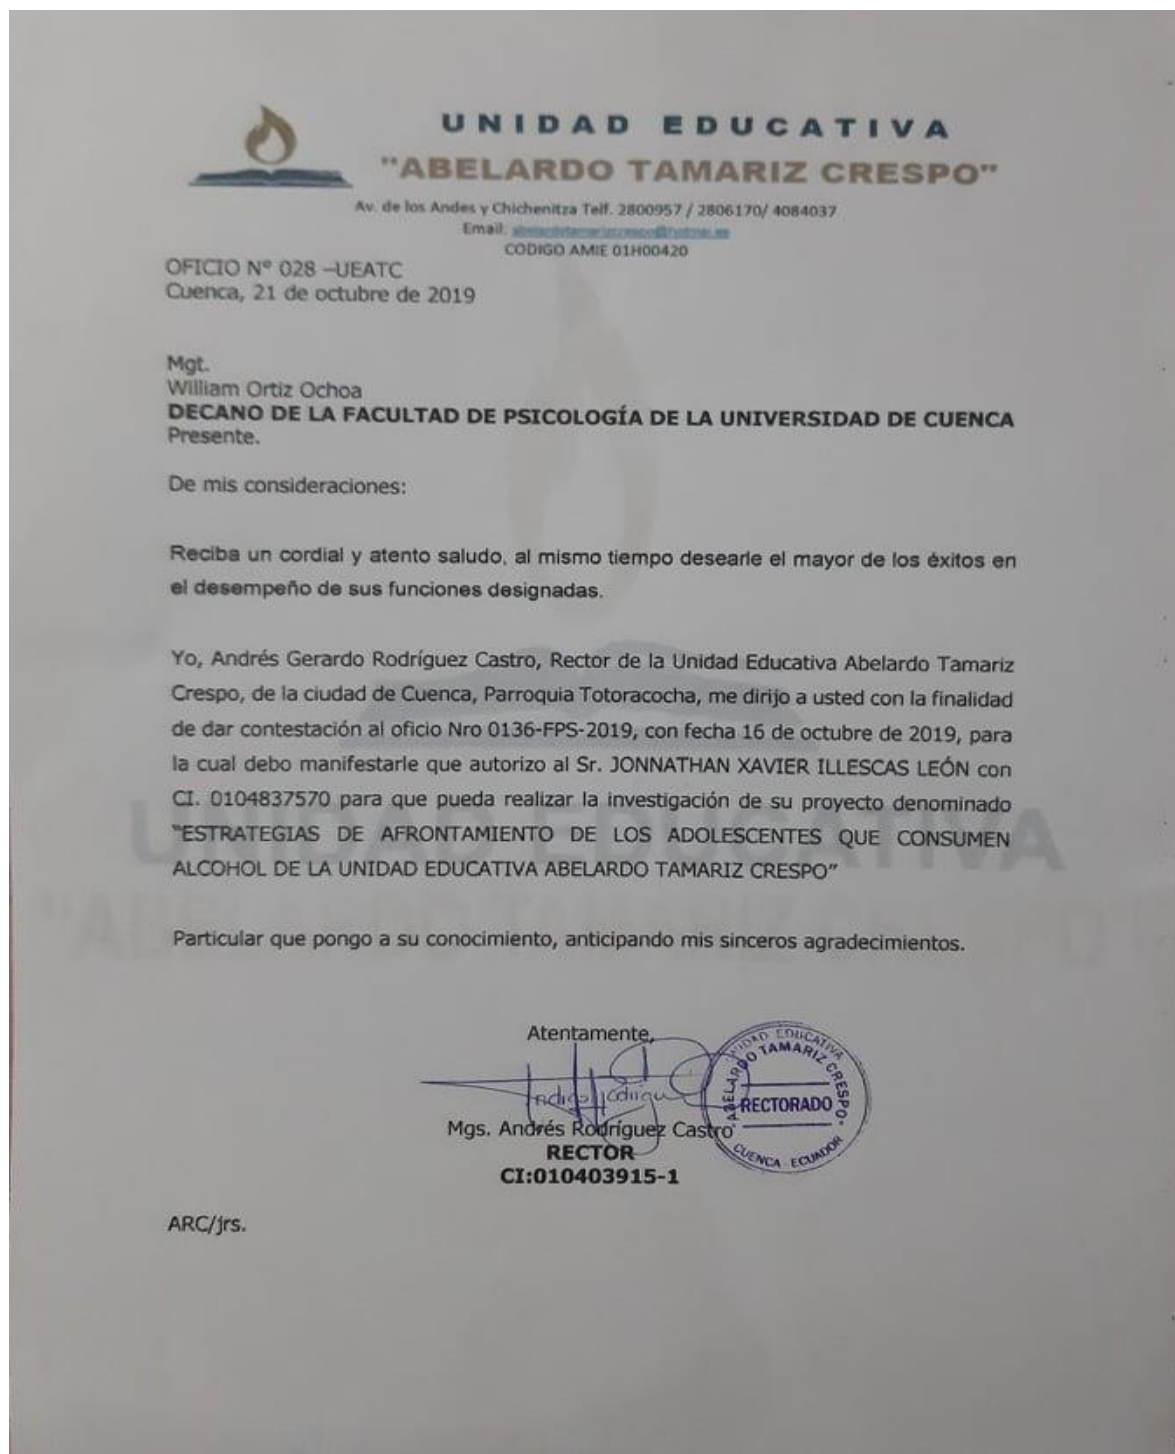 UNIDAD EDUCATIVA
"ABELARDO TAMARIZ CRESPO"
Av. de los Andes y Chichenitza Telf. 2800957 / 2806170/ 4084037
Email: abelardotamarizcrespo@hotmai.es
CODIGO AMIE 01H00420
OFICIO Nº 028 –UEATC
Cuenca, 21 de octubre de 2019
Mgt.
William Ortiz Ochoa
DECANO DE LA FACULTAD DE PSICOLOGÍA DE LA UNIVERSIDAD DE CUENCA
Presente.
De mis consideraciones:
Reciba un cordial y atento saludo, al mismo tiempo desearle el mayor de los éxitos en
el desempeño de sus funciones designadas.
Yo, Andrés Gerardo Rodríguez Castro, Rector de la Unidad Educativa Abelardo Tamariz
Crespo, de la ciudad de Cuenca, Parroquia Totoracocha, me dirijo a usted con la finalidad
de dar contestación al oficio Nro 0136-FPS-2019, con fecha 16 de octubre de 2019, para
la cual debo manifestarle que autorizo al Sr. JONNATHAN XAVIER ILLESCAS LEÓN con
CI. 0104837570 para que pueda realizar la investigación de su proyecto denominado
"ESTRATEGIAS DE AFRONTAMIENTO DE LOS ADOLESCENTES QUE CONSUMEN
ALCOHOL DE LA UNIDAD EDUCATIVA ABELARDO TAMARIZ CRESPO"
UNIDAD EDUCATIVA
Particular que pongo a su conocimiento, anticipando mis sinceros agradecimientos.
Atentamente,
UNIDAD EDUCATIVA
"ABELARDO TAMARIZ CRESPO"
RECTORADO
CUENCA - ECUADOR
Mgs. Andrés Rodríguez Castro
RECTOR
CI:010403915-1
ARC/jrs.